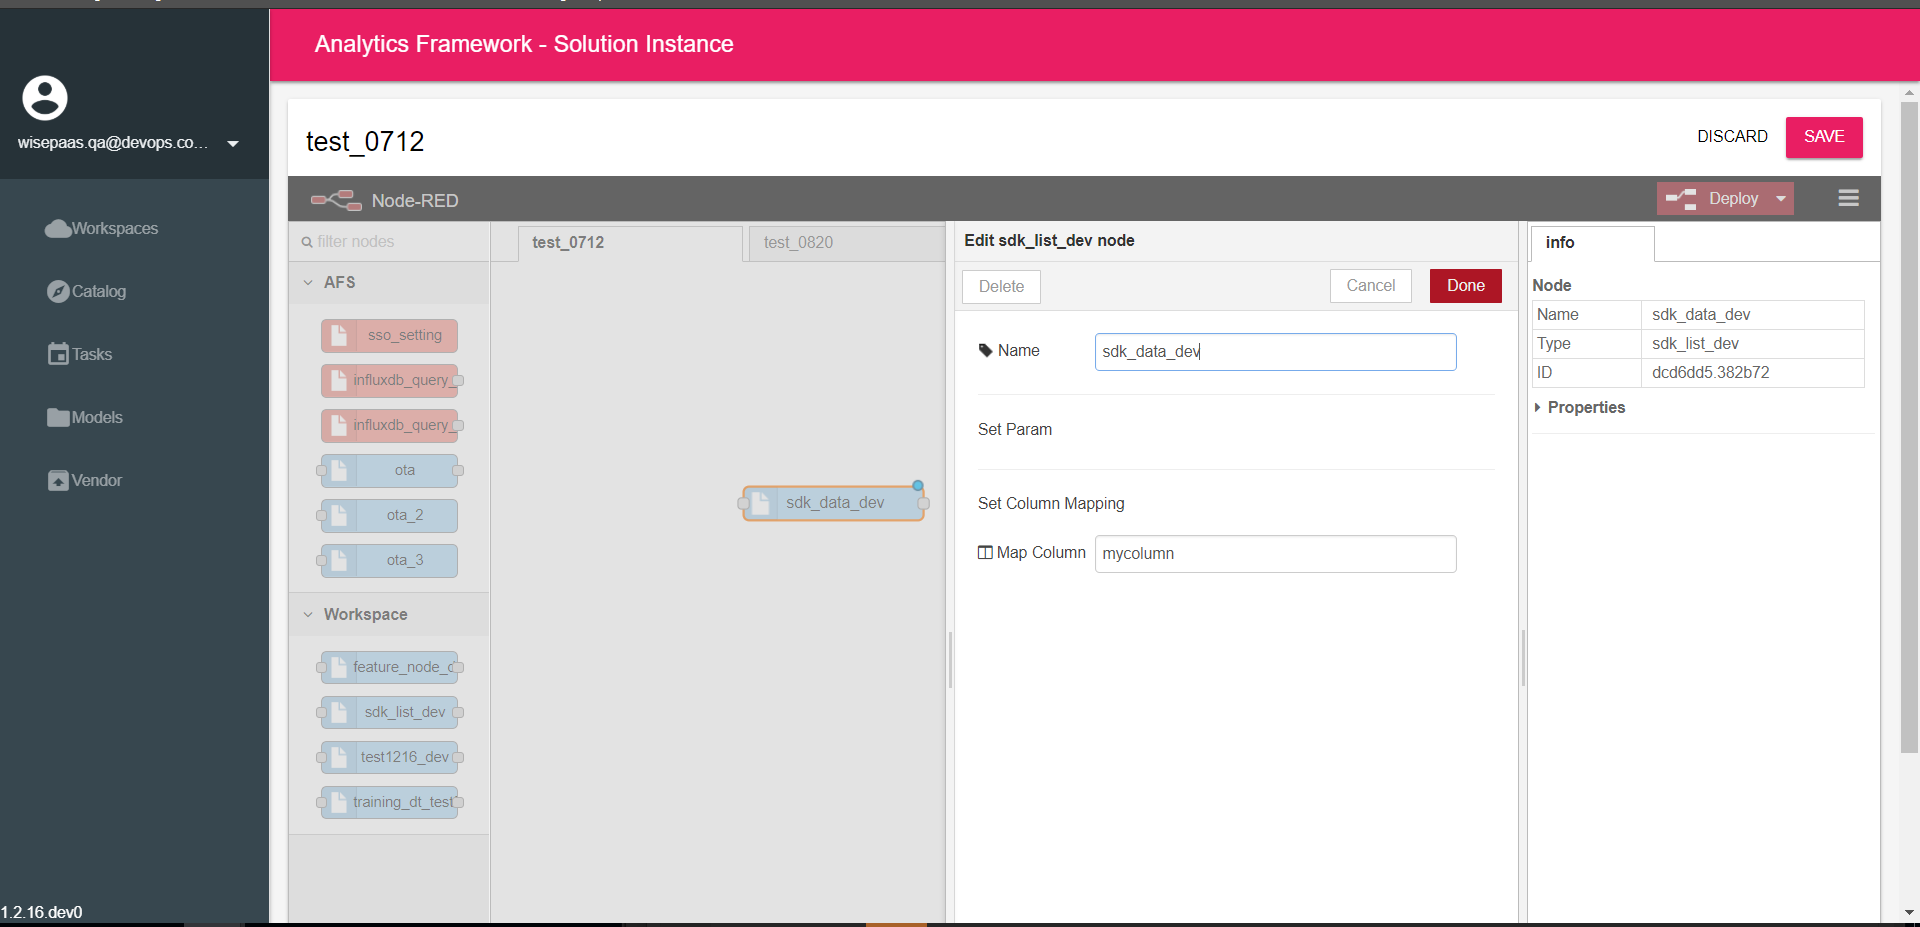 Analytics Framework - Solution Instance
wisepaas.qa@devops.co...
Workspaces
Catalog
Tasks
Models
Vendor
1.2.16.dev0
test_0712
DISCARD
SAVE
Node-RED
Deploy
filter nodes
AFS
sso_setting
influxdb_query_
influxdb_query_
ota
ota_2
ota_3
Workspace
feature_node_c
sdk_list_dev
test1216_dev
training_dt_test
test_0712
test_0820
sdk_data_dev
Edit sdk_list_dev node
Delete
Cancel
Done
Name
sdk_data_dev
Set Param
Set Column Mapping
Map Column
mycolumn
info
Node
Name
sdk_data_dev
Type
sdk_list_dev
ID
dcd6dd5.382b72
Properties